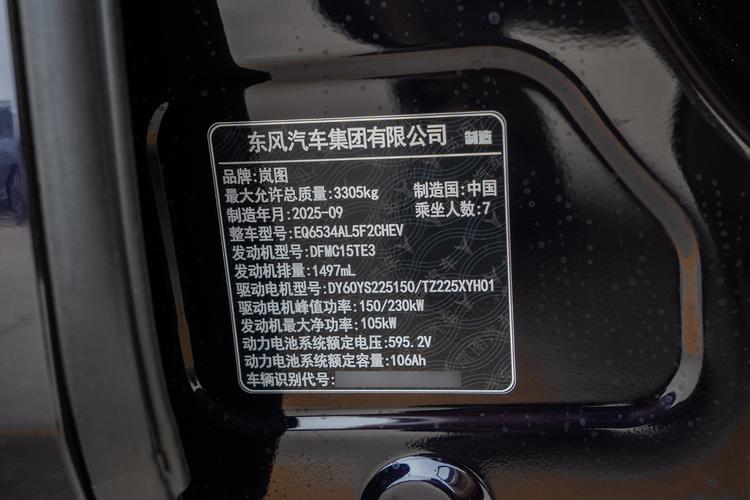 东风汽车集团有限公司 制造
品牌:岚图
最大允许总质量:3305kg 制造国:中国
制造年月:2025-09 乘坐人数:7
整车型号:EQ6534AL5F2CHEV
发动机型号:DFMC15TE3
发动机排量:1497mL
驱动电机型号:DY60YS225150/TZ225XYH01
驱动电机峰值功率:150/230kW
发动机最大净功率:105kW
动力电池系统额定电压:595.2V
动力电池系统额定容量:106Ah
车辆识别代号: